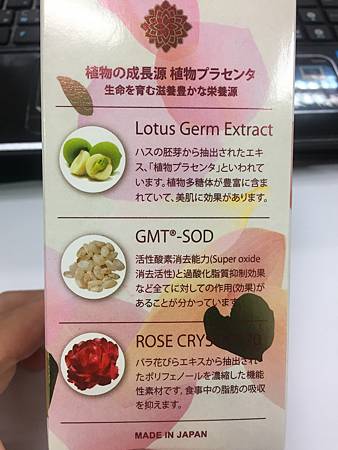 植物の成長源 植物プラセンタ
生命を育む滋養豊かな栄養源
Lotus Germ Extract
ハスの胚芽から抽出されたエキ
ス、「植物プラセンタ」といわれて
います。植物多糖体が豊富に含ま
れていて、美肌に効果があります。
GMT®-SOD
活性酸素消去能力(Super oxide
消去活性)と過酸化脂質抑制効果
など全てに対しての作用(効果)が
あることが分かっています
ROSE CRYS
バラ花びらエキスから抽出され
たポリフェノールを濃縮した機能
性素材です。食事中の脂肪の吸収
を抑えます。
MADE IN JAPAN